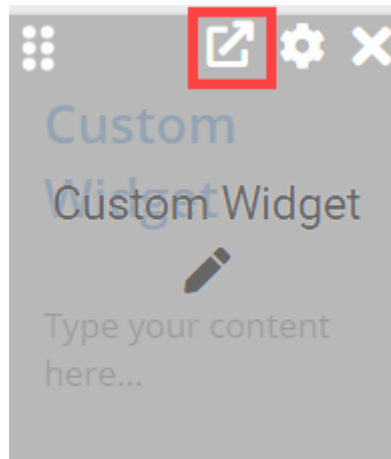 Custom
Widget
Custom Widget
Type your content
here...